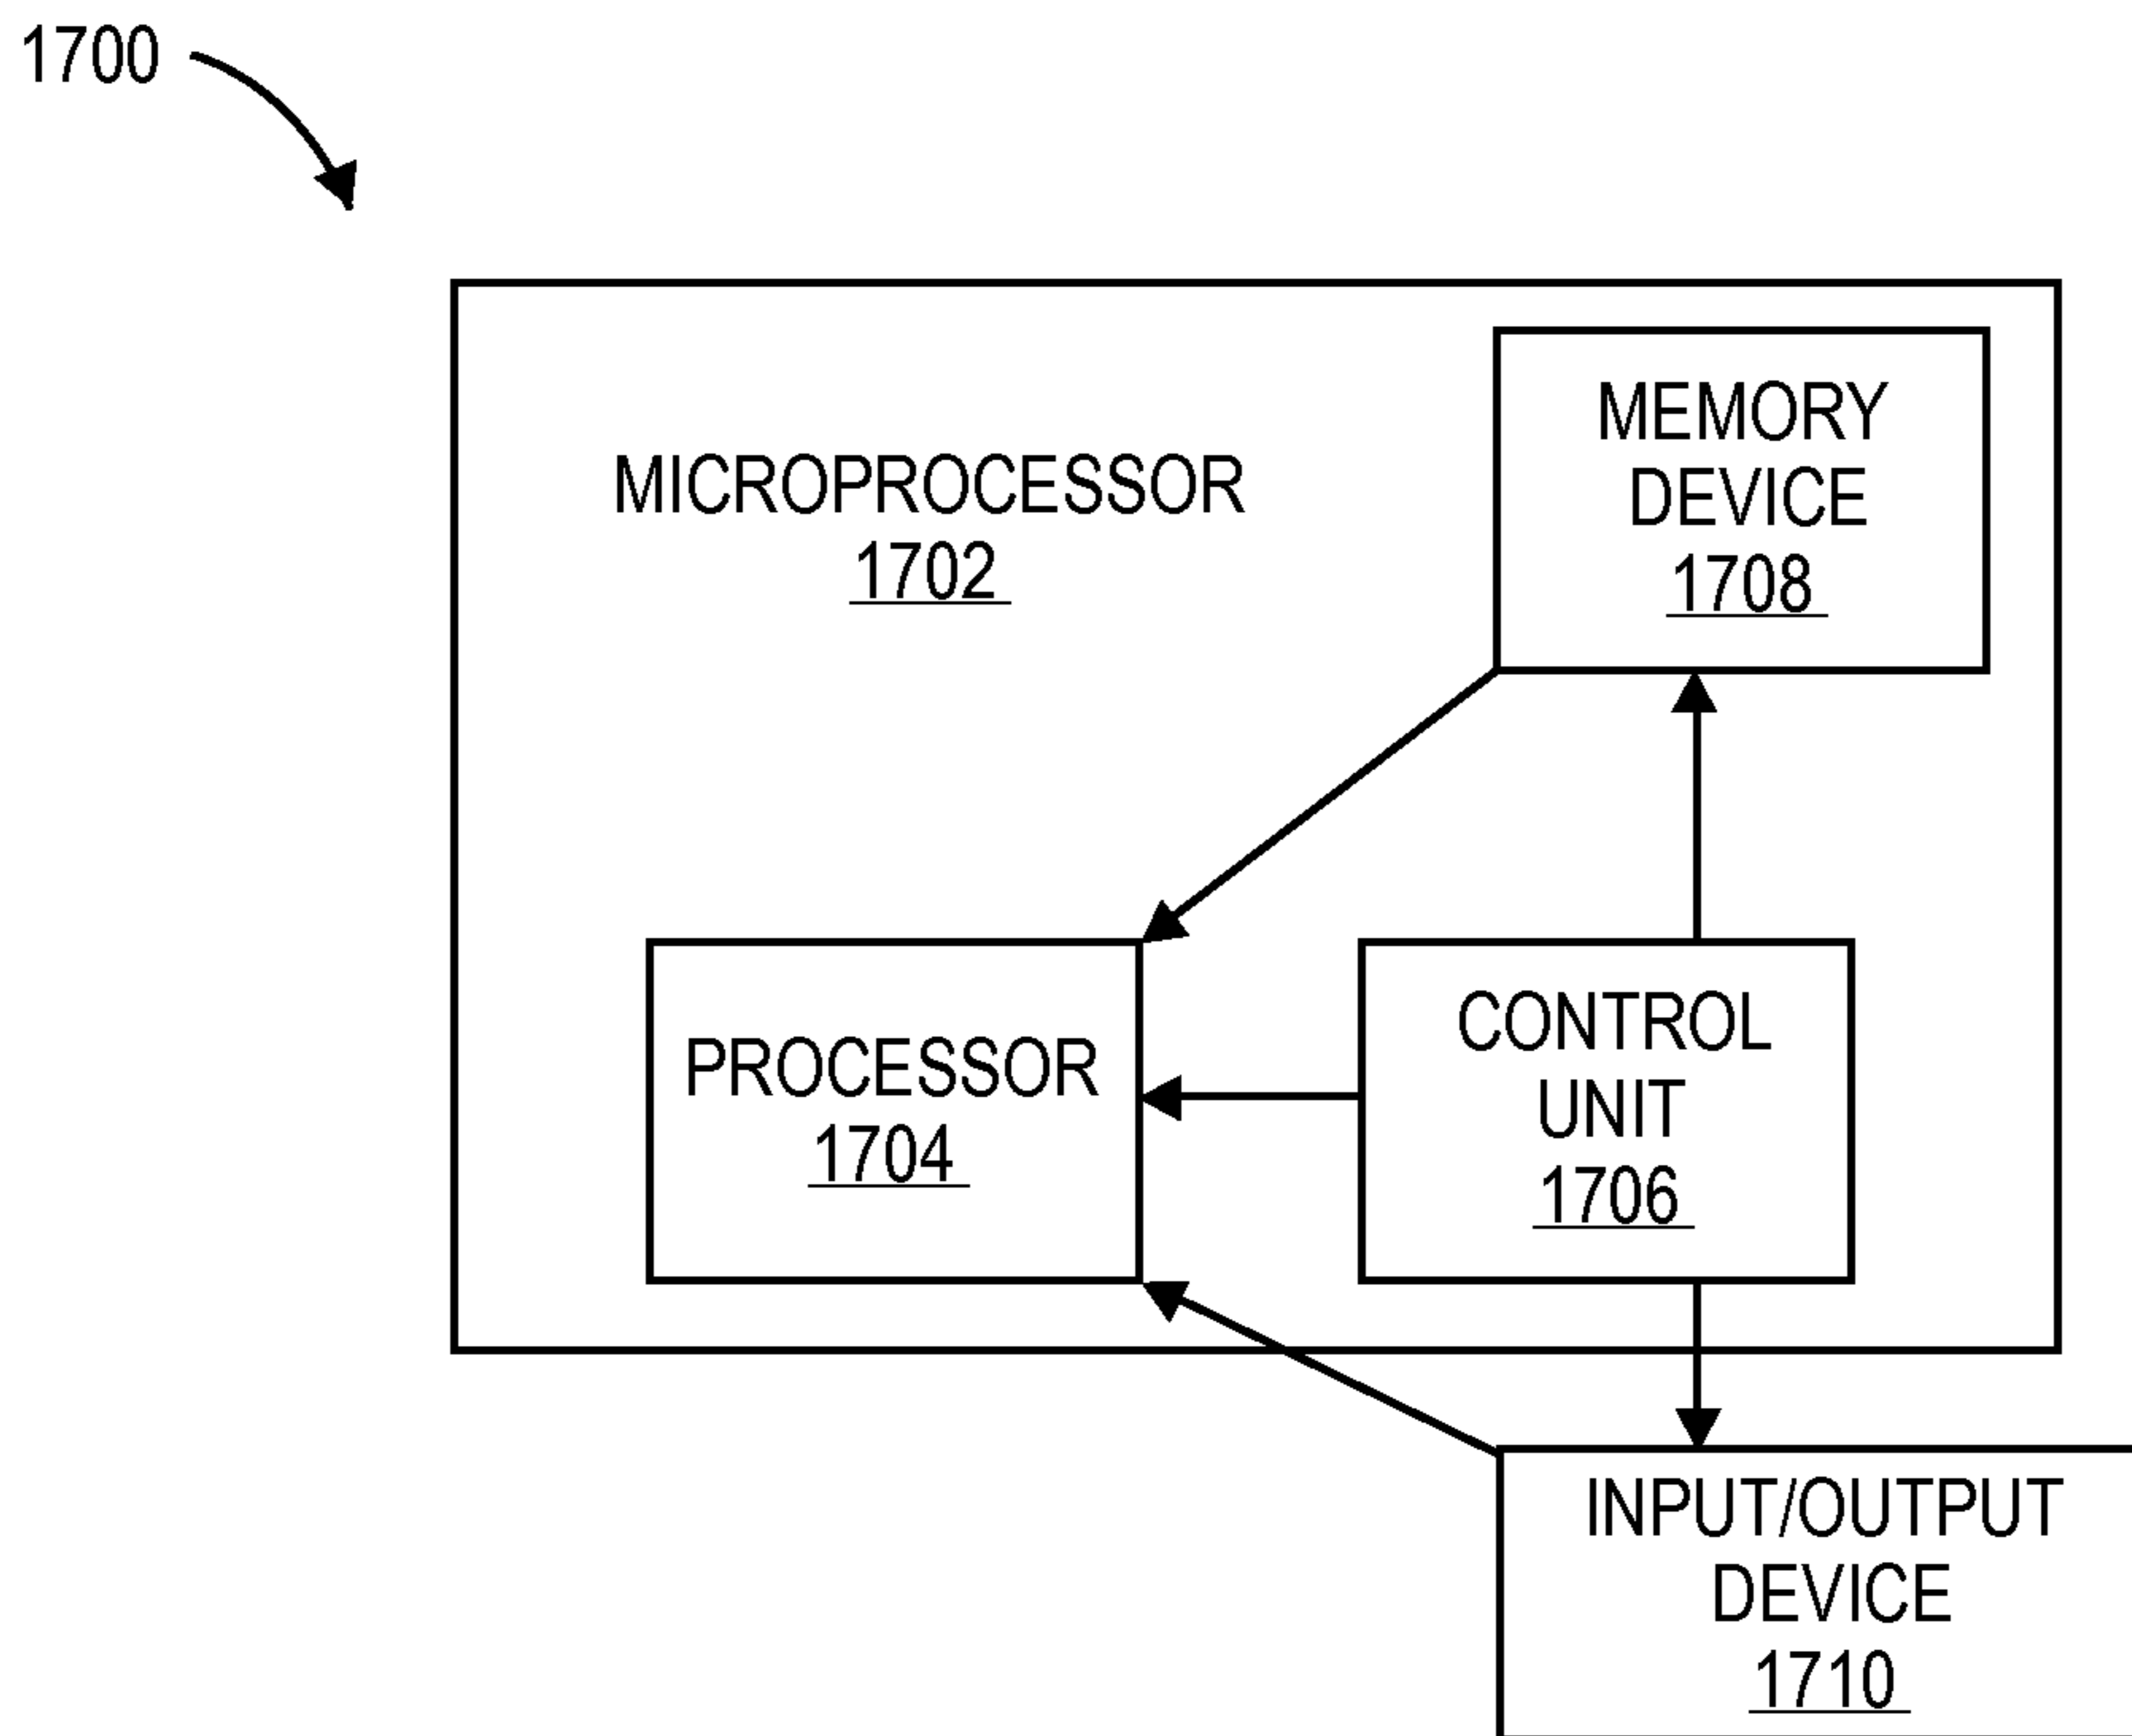 1700
MICROPROCESSOR
1702
MEMORY
DEVICE
1708
PROCESSOR
1704
CONTROL
UNIT
1706
INPUT/OUTPUT
DEVICE
1710